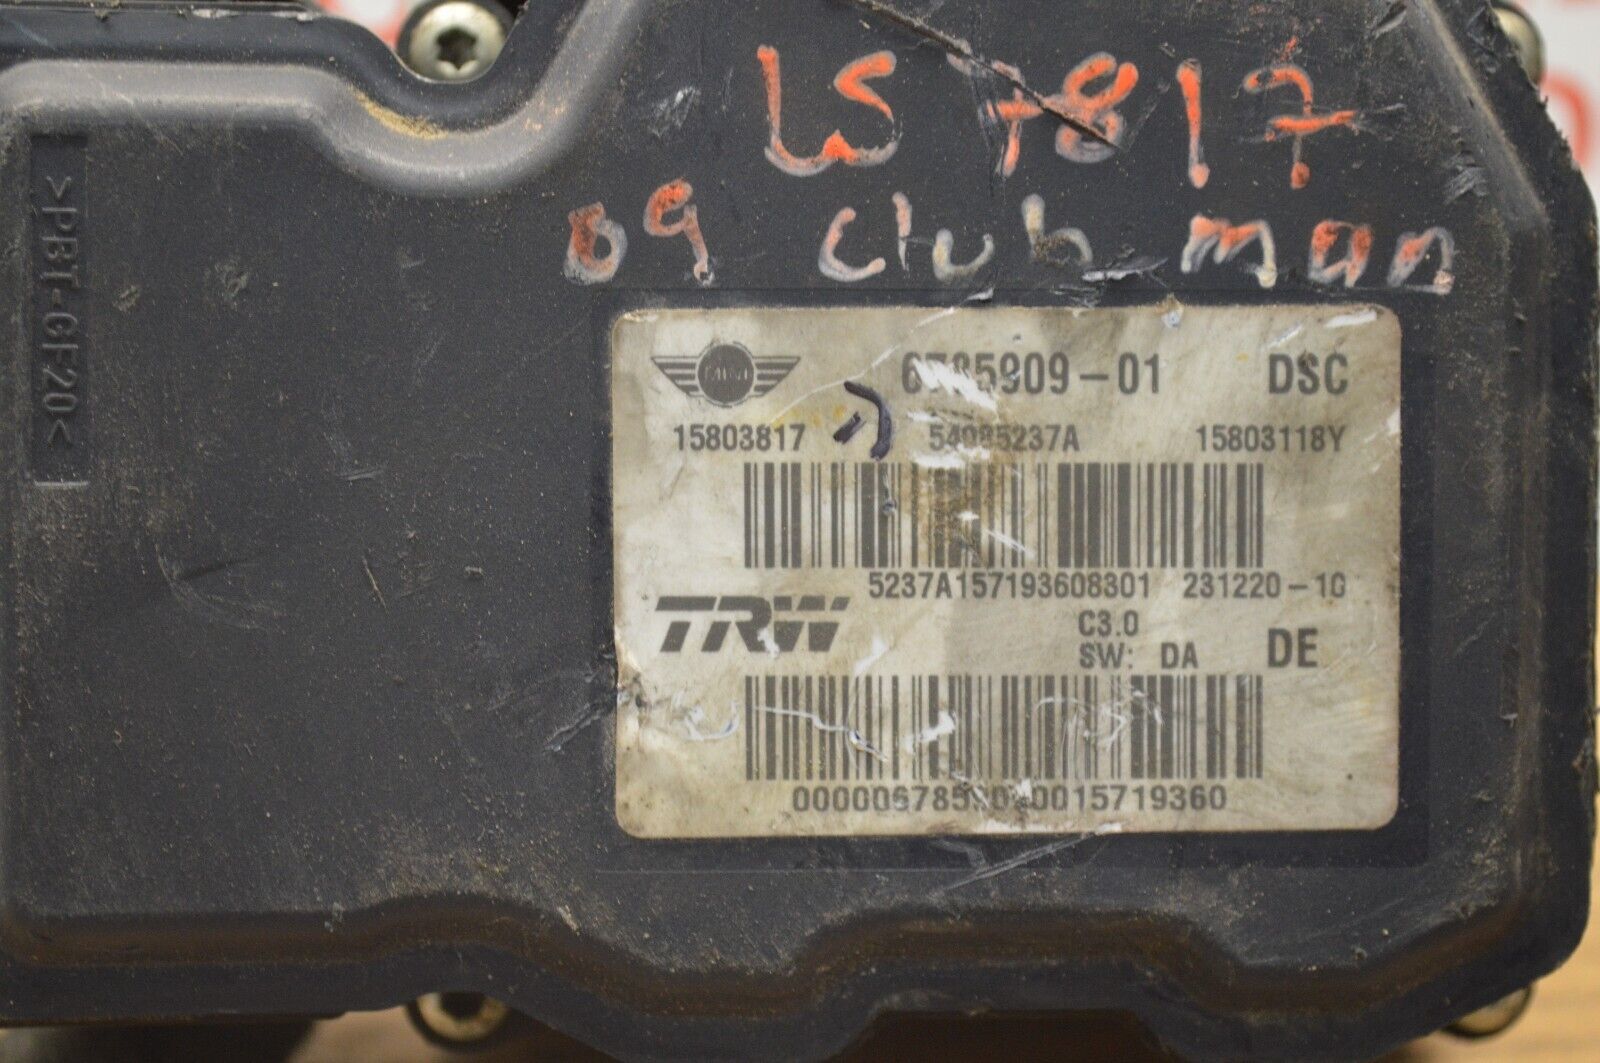 LS 7817
09 Club man
>PBT-GF20<
MINI 6785909-01 DSC
15803817 54085237A 15803118Y
5237A157193608301 231220-10
TRW C3.0
SW: DA DE